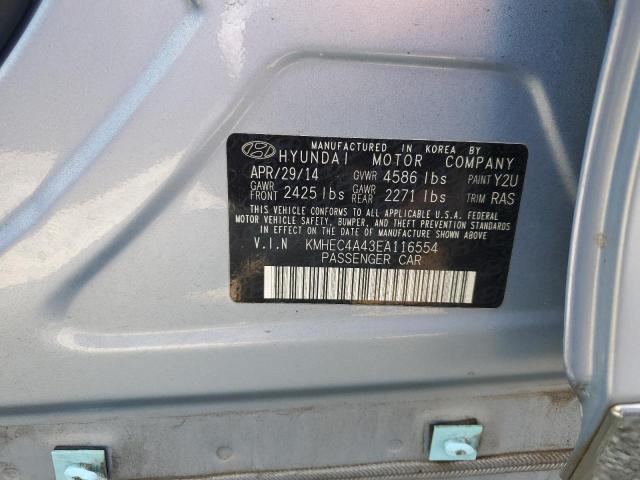 MANUFACTURED IN KOREA BY
HYUNDAI MOTOR COMPANY
APR/29/14 GVWR 4586 lbs PAINT Y2U
GAWR FRONT 2425 lbs GAWR REAR 2271 lbs TRIM RAS
THIS VEHICLE CONFORMS TO ALL APPLICABLE U.S.A. FEDERAL
MOTOR VEHICLE SAFETY, BUMPER, AND THEFT PREVENTION STANDARDS
IN EFFECT ON THE DATE OF MANUFACTURE SHOWN ABOVE.
V.I.N KMHEC4A43EA116554
PASSENGER CAR